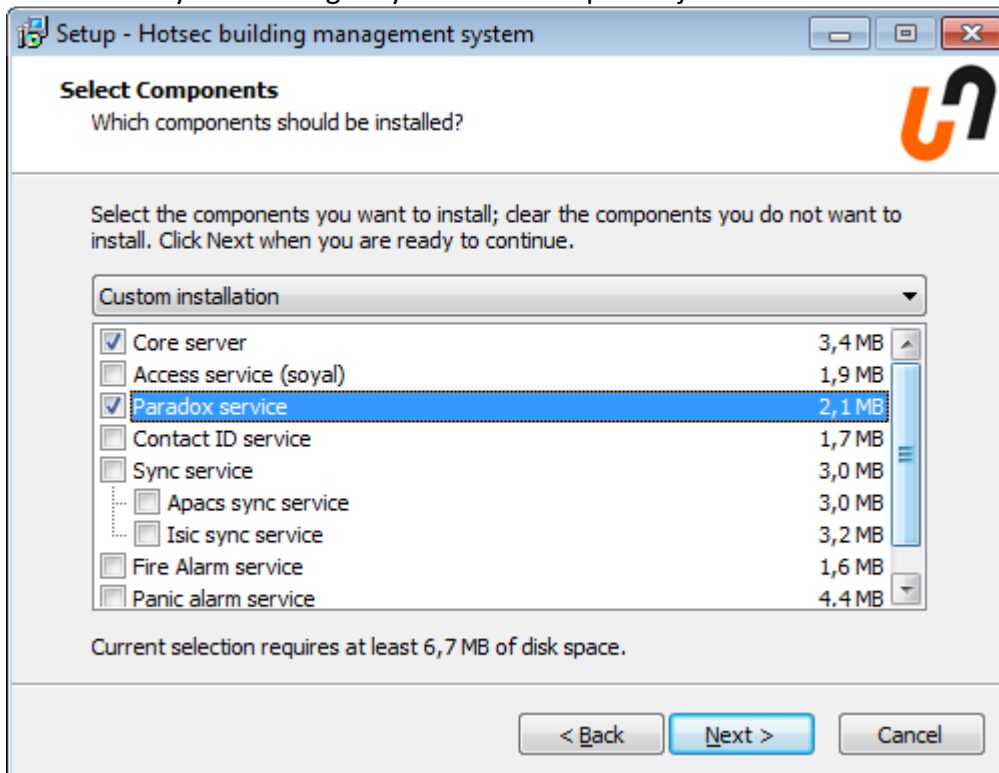 Setup - Hotsec building management system
Select Components
Which components should be installed?
Select the components you want to install; clear the components you do not want to
install. Click Next when you are ready to continue.
Custom installation
Core server 3,4 MB
Access service (soyal) 1,9 MB
Paradox service 2,1 MB
Contact ID service 1,7 MB
Sync service 3,0 MB
Apacs sync service 3,0 MB
Isic sync service 3,2 MB
Fire Alarm service 1,6 MB
Panic alarm service 4,4 MB
Current selection requires at least 6,7 MB of disk space.
< Back Next > Cancel